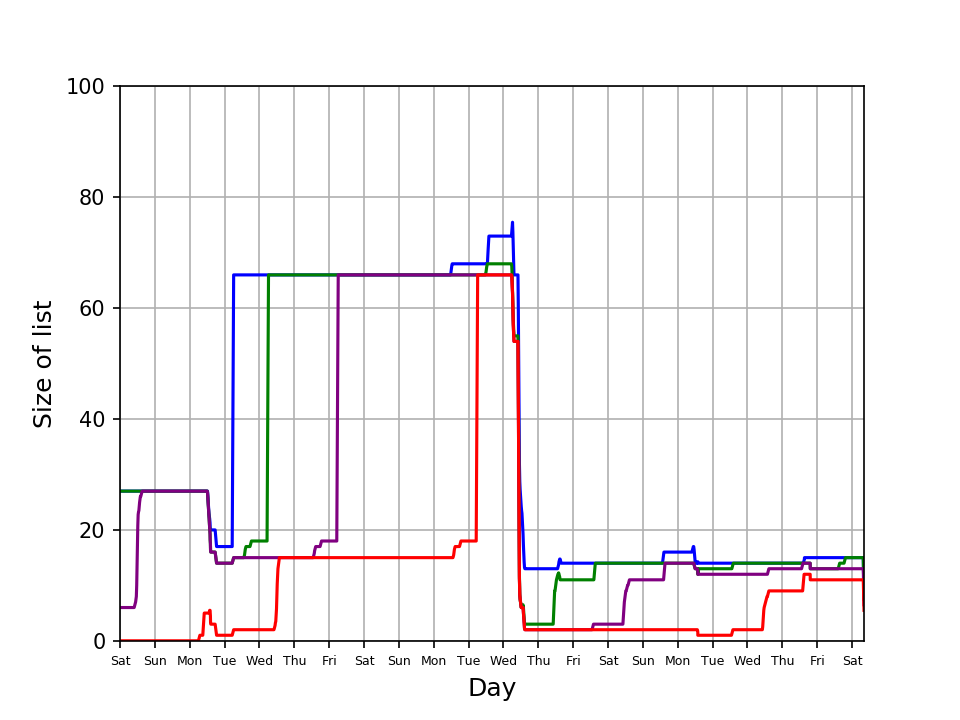 100
80
60
40
20
0
Size of list
Sat Sun Mon Tue Wed Thu Fri Sat Sun Mon Tue Wed Thu Fri Sat Sun Mon Tue Wed Thu Fri Sat
Day